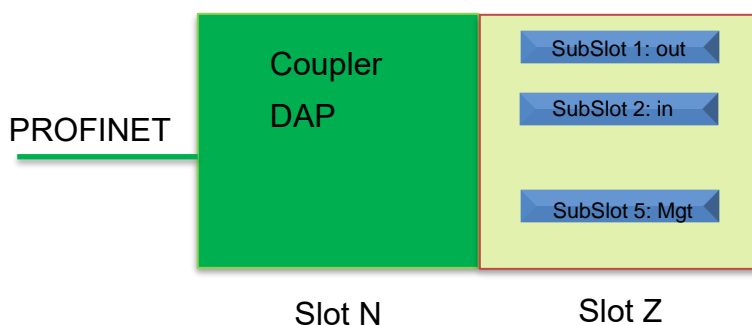 PROFINET
Coupler
DAP
SubSlot 1: out
SubSlot 2: in
SubSlot 5: Mgt
Slot N
Slot Z